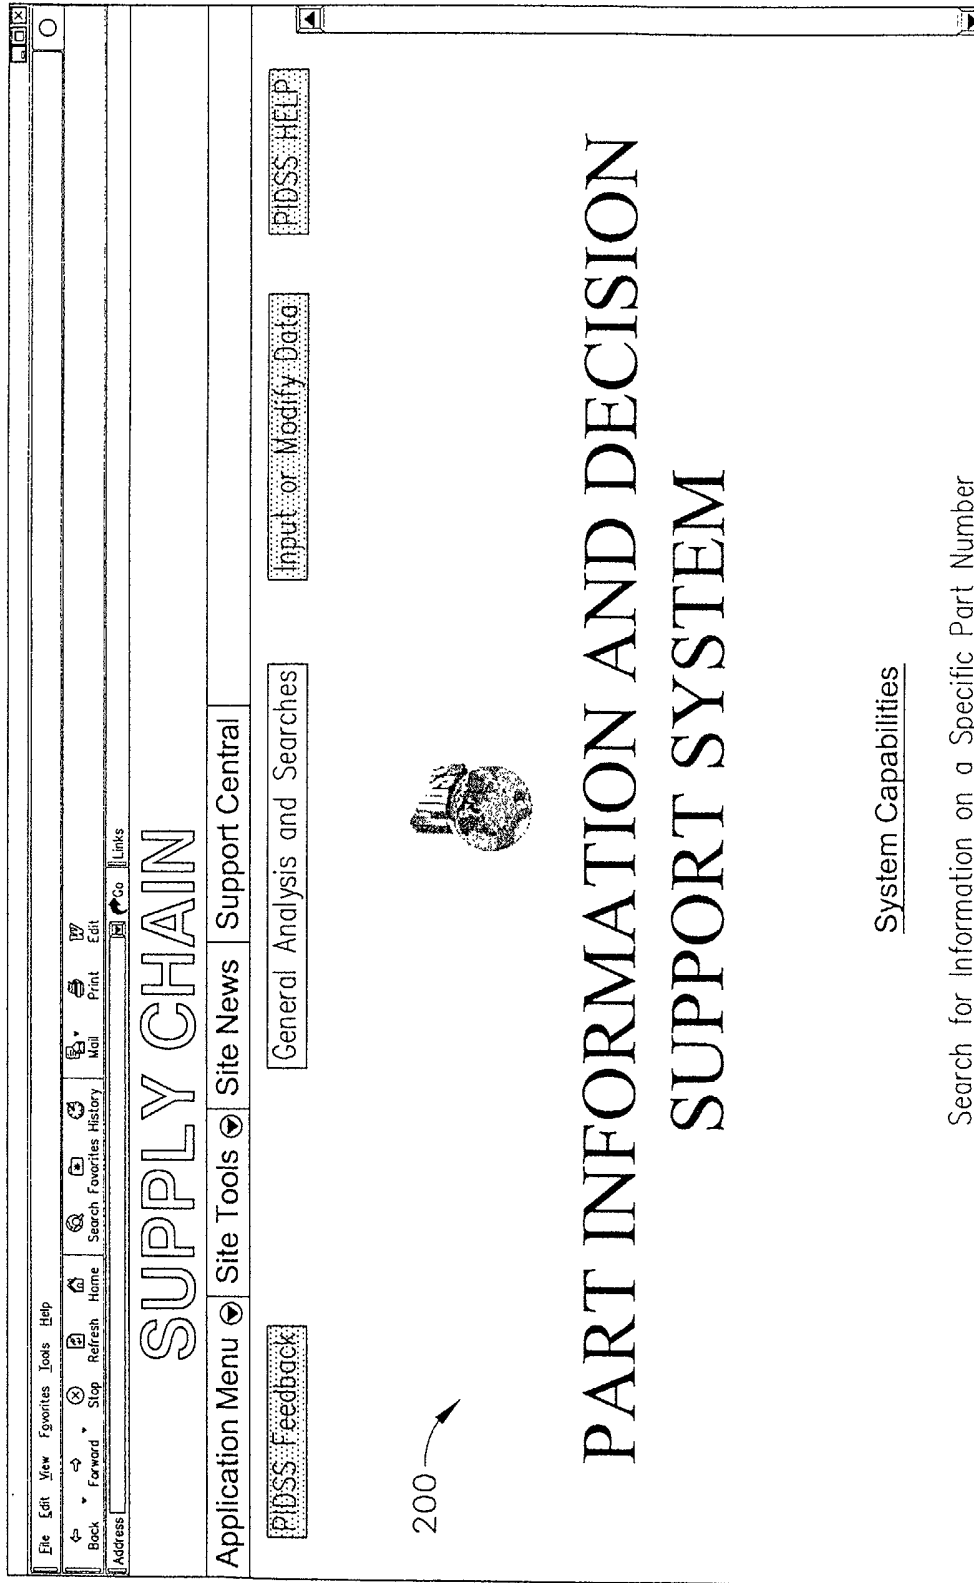 File Edit View Favorites Tools Help
Back Forward Stop Refresh Home Search Favorites History Mail Print Edit
Address Go Links
SUPPLY CHAIN
Application Menu Site Tools Site News Support Central
PIDSS Feedback General Analysis and Searches Input or Modify Data PIDSS HELP
200
PART INFORMATION AND DECISION
SUPPORT SYSTEM
System Capabilities
Search for Information on a Specific Part Number